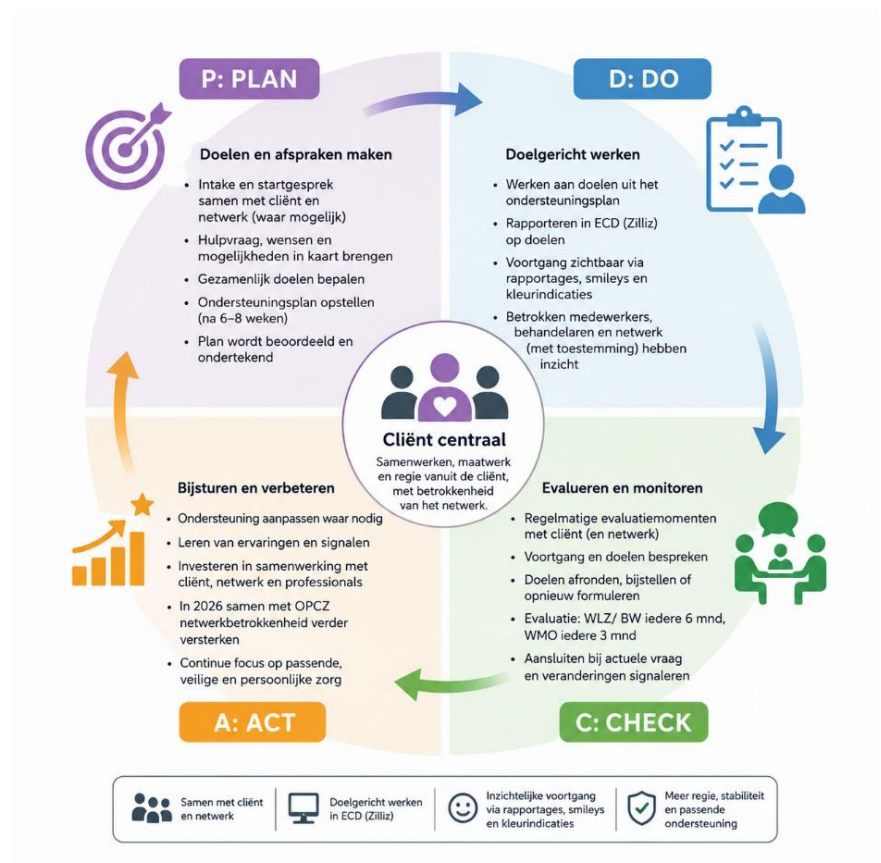 P: PLAN
Doelen en afspraken maken
• Intake en startgesprek
samen met cliënt en
netwerk (waar mogelijk)
• Hulpvraag, wensen en
mogelijkheden in kaart brengen
• Gezamenlijk doelen bepalen
• Ondersteuningsplan opstellen
(na 6–8 weken)
• Plan wordt beoordeeld en
ondertekend
D: DO
Doelgericht werken
• Werken aan doelen uit het
ondersteuningsplan
• Rapporteren in ECD (Zilliz)
op doelen
• Voortgang zichtbaar via
rapportages, smileys en
kleurindicaties
• Betrokken medewerkers,
behandelaren en netwerk
(met toestemming) hebben
inzicht
Cliënt centraal
Samenwerken, maatwerk
en regie vanuit de cliënt,
met betrokkenheid
van het netwerk.
Bijsturen en verbeteren
• Ondersteuning aanpassen waar nodig
• Leren van ervaringen en signalen
• Investeren in samenwerking met
cliënt, netwerk en professionals
• In 2026 samen met OPCZ
netwerkbetrokkenheid verder
versterken
• Continue focus op passende,
veilige en persoonlijke zorg
A: ACT
Evalueren en monitoren
• Regelmatige evaluatiemomenten
met cliënt (en netwerk)
• Voortgang en doelen bespreken
• Doelen afronden, bijstellen of
opnieuw formuleren
• Evaluatie: WLZ/ BW iedere 6 mnd,
WMO iedere 3 mnd
• Aansluiten bij actuele vraag
en veranderingen signaleren
C: CHECK
Samen met cliënt
en netwerk
Doelgericht werken
in ECD (Zilliz)
Inzichtelijke voortgang
via rapportages, smileys
en kleurindicaties
Meer regie, stabiliteit
en passende
ondersteuning